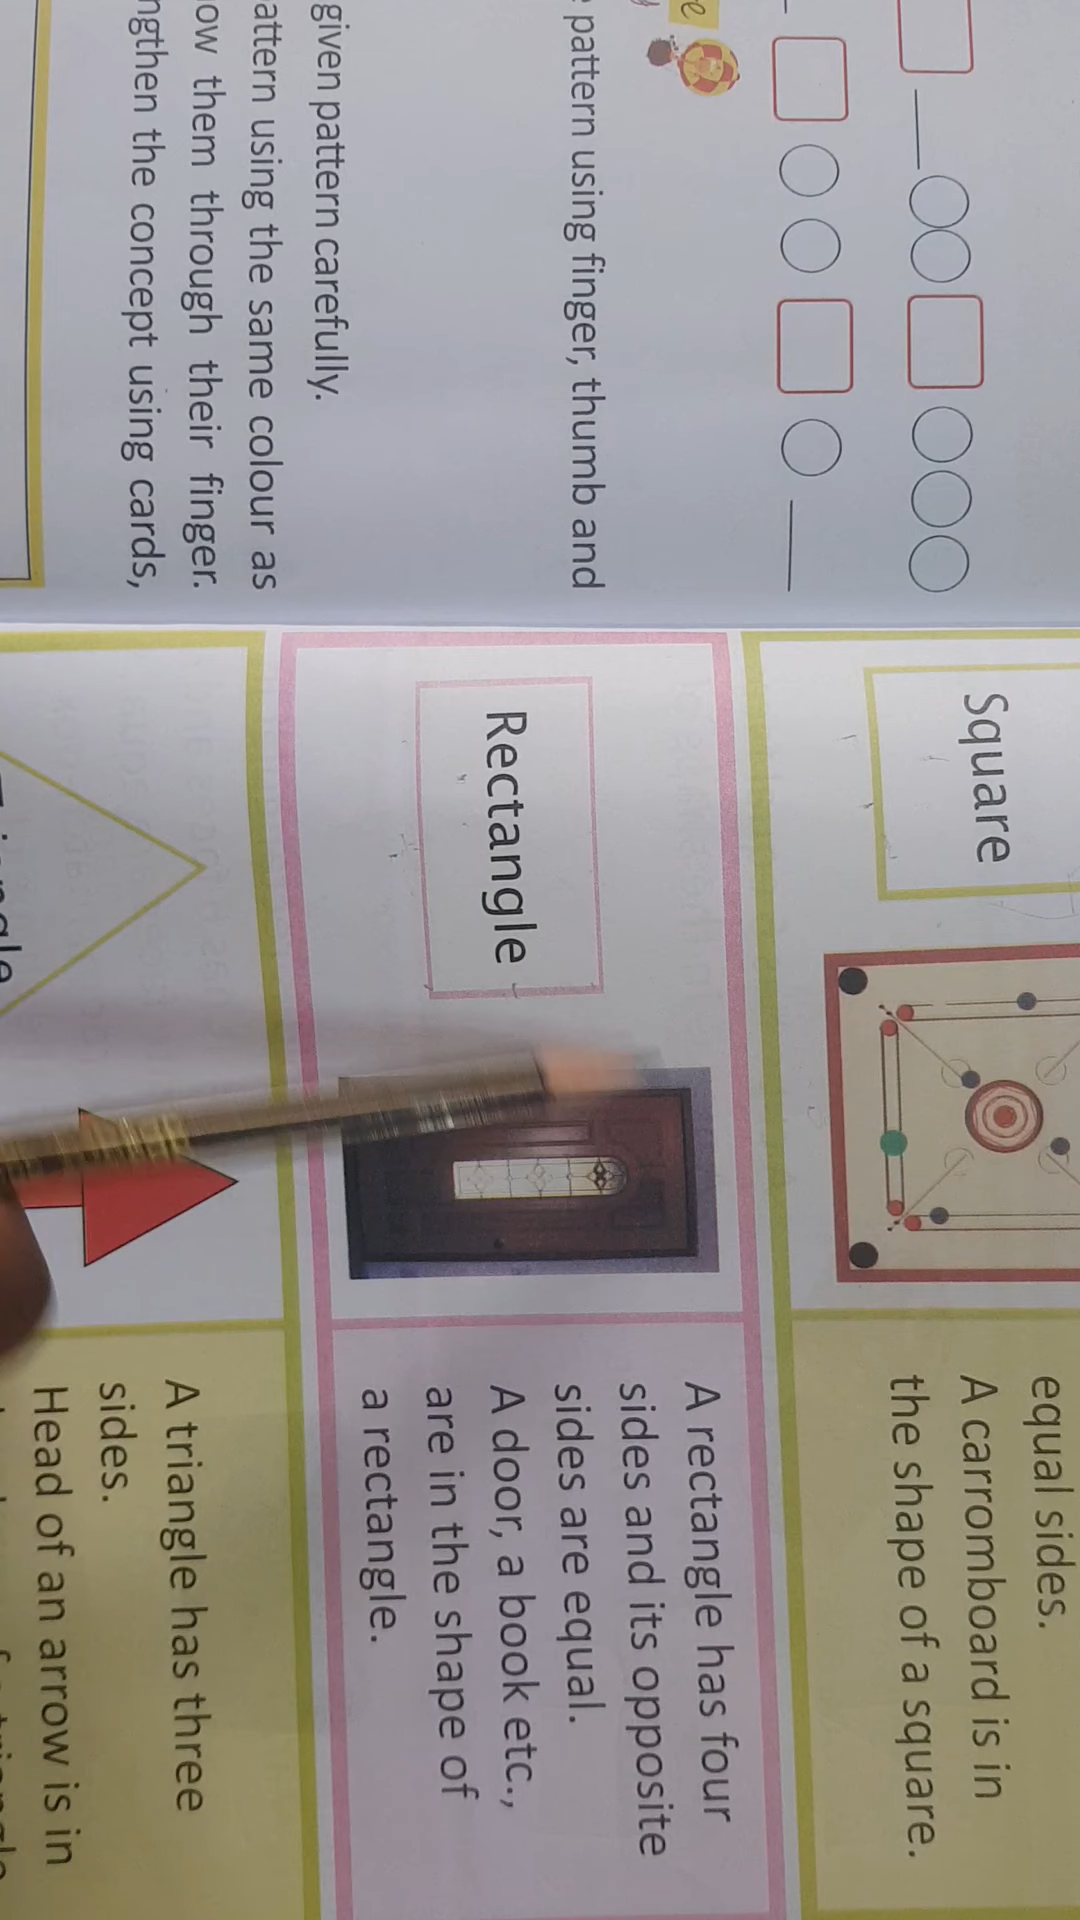 pattern using finger, thumb and
given pattern carefully.
pattern using the same colour as
them through their finger.
the concept using cards,
Square
equal sides.
A carromboard is in
the shape of a square.
Rectangle
A rectangle has four
sides and its opposite
sides are equal.
A door, a book etc.,
are in the shape of
a rectangle.
A triangle has three
sides.
Head of an arrow is in